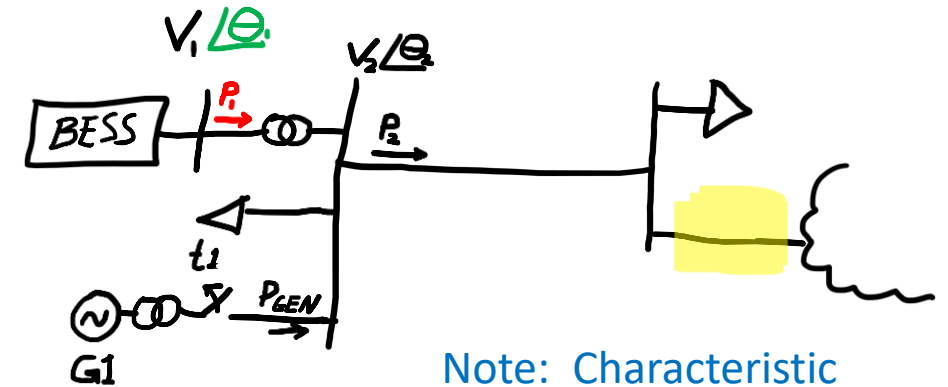 V₁∠θ₁
V₂∠θ₂
P₁
BESS
P₂
t1
PGEN
G1
Note: Characteristic